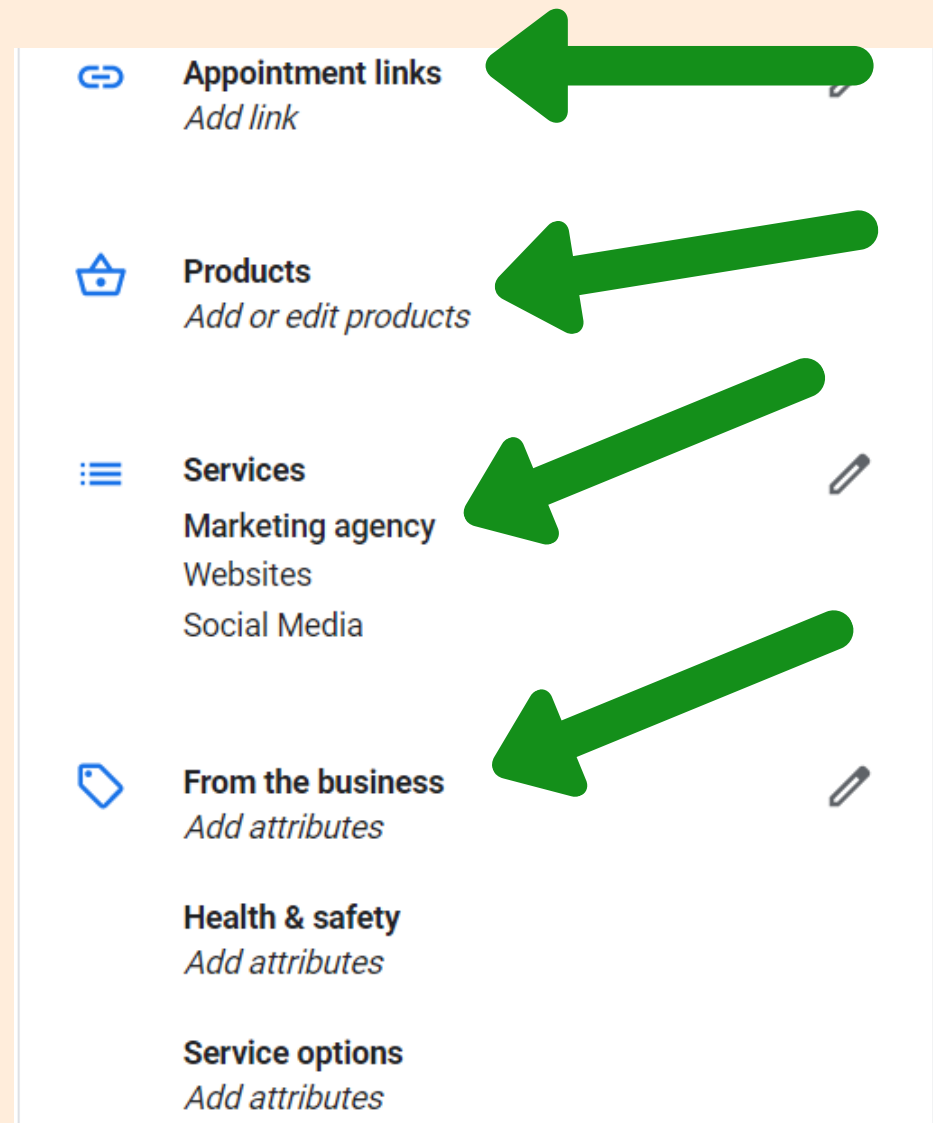 Appointment links
Add link
Products
Add or edit products
Services
Marketing agency
Websites
Social Media
From the business
Add attributes
Health & safety
Add attributes
Service options
Add attributes